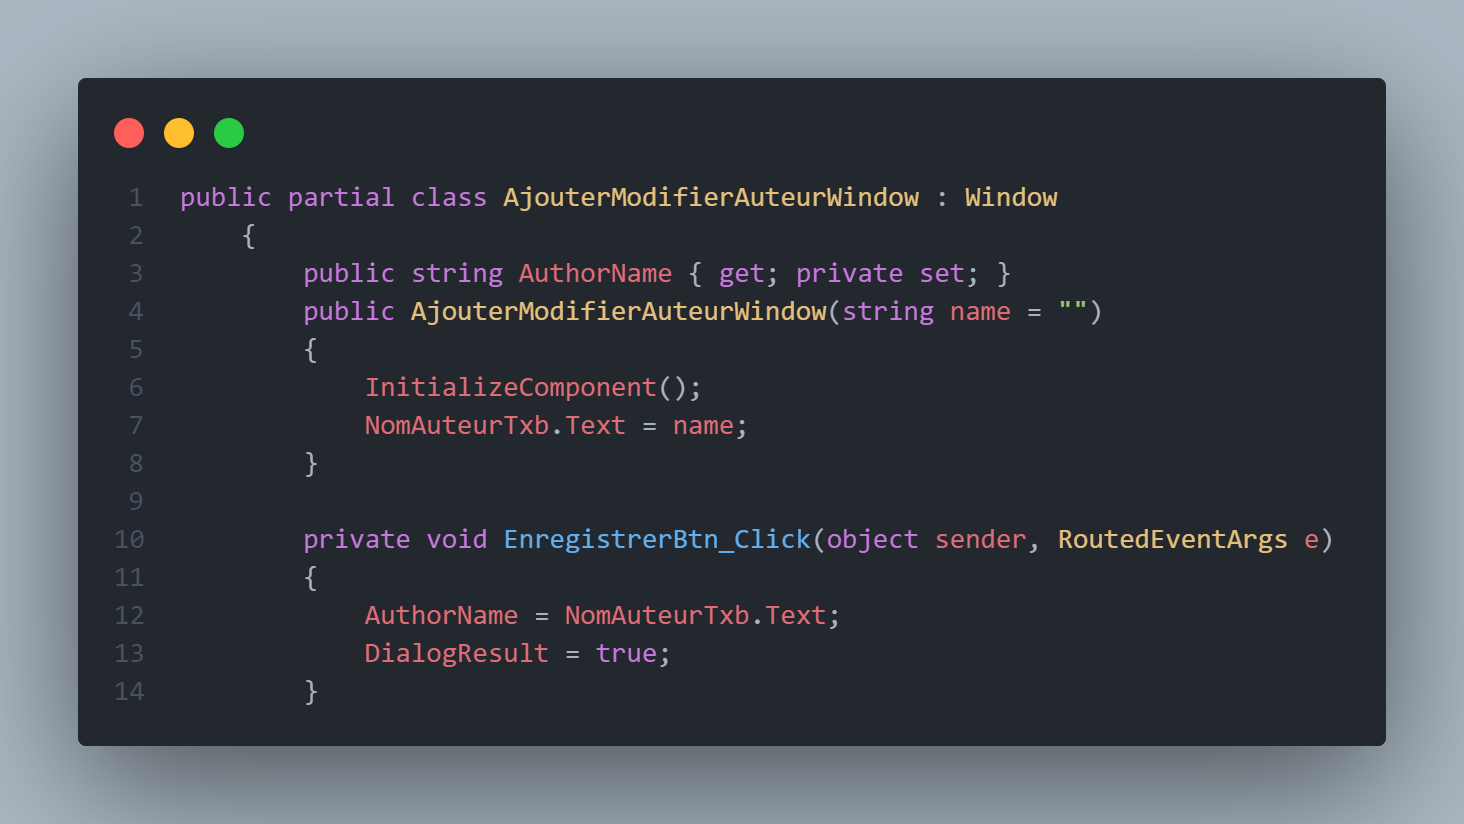 1 public partial class AjouterModifierAuteurWindow : Window
2     {
3         public string AuthorName { get; private set; }
4         public AjouterModifierAuteurWindow(string name = "")
5         {
6             InitializeComponent();
7             NomAuteurTxb.Text = name;
8         }
9
10         private void EnregistrerBtn_Click(object sender, RoutedEventArgs e)
11         {
12             AuthorName = NomAuteurTxb.Text;
13             DialogResult = true;
14         }